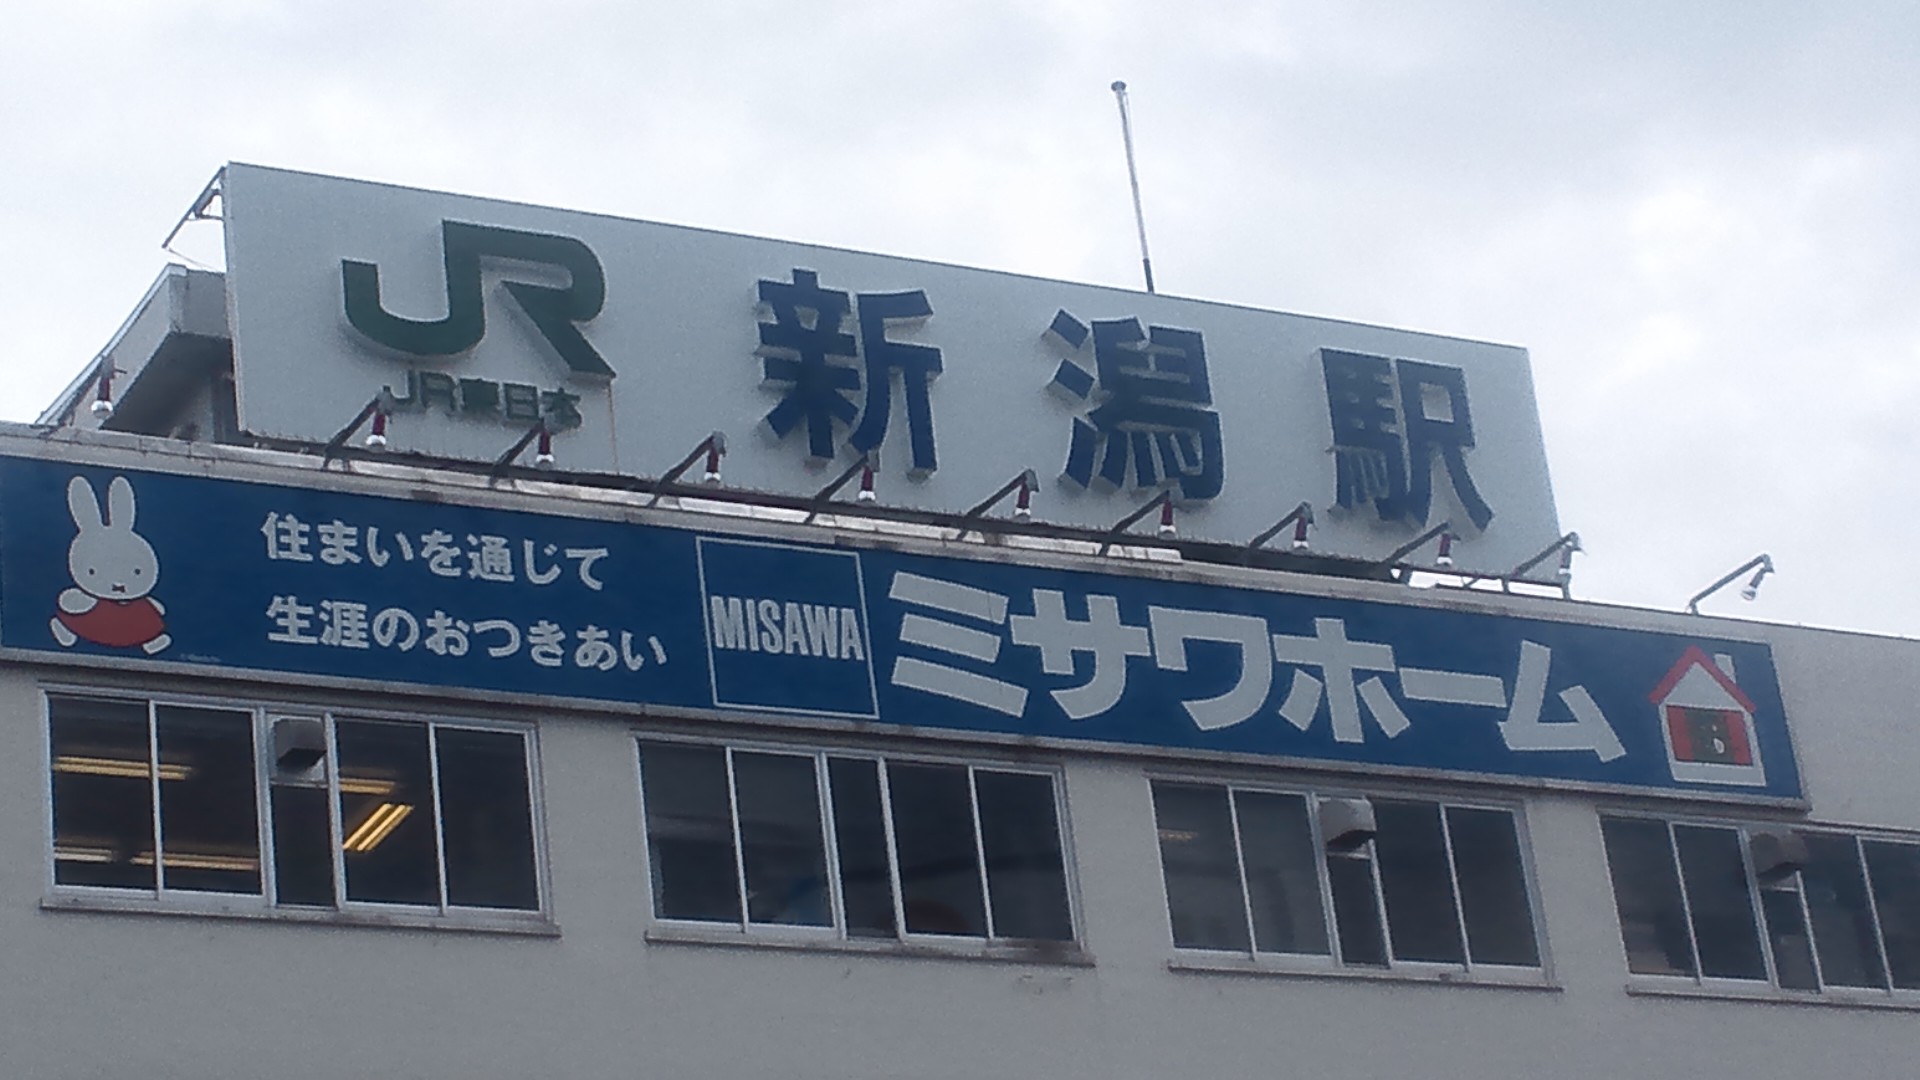 JR 新潟駅
JR東日本
住まいを通じて
生涯のおつきあい
MISAWA
ミサワホーム